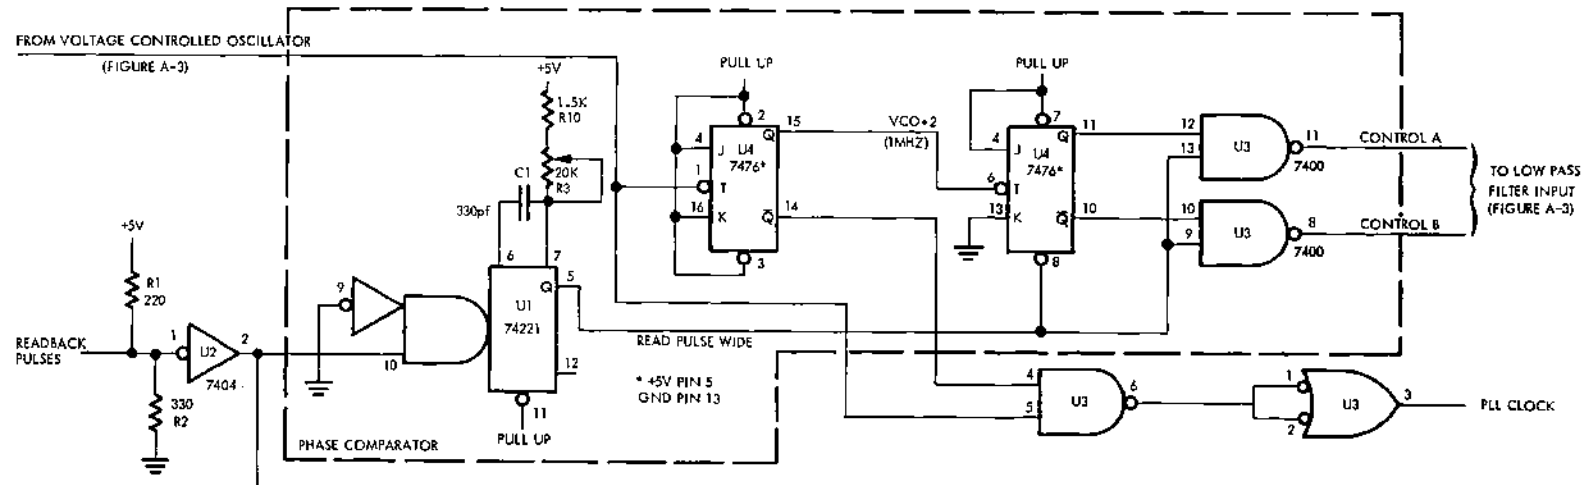 FROM VOLTAGE CONTROLLED OSCILLATOR
(FIGURE A-3)
+5V
1.5K
R10
20K
R3
C1
330pf
PULL UP
2
4
J
Q
15
U4
7476*
1
T
16
K
Q̅
14
3
VCO÷2
(1MHZ)
PULL UP
7
4
J
Q
11
U4
7476*
6
T
13
K
Q̅
10
8
12
13
U3
11
7400
CONTROL A
10
9
U3
8
7400
CONTROL B
TO LOW PASS
FILTER INPUT
(FIGURE A-3)
+5V
R1
220
READBACK
PULSES
1
U2
2
7404
330
R2
9
10
6
7
Q
5
U1
74221
12
11
PULL UP
READ PULSE WIDE
* +5V PIN 5
GND PIN 13
PHASE COMPARATOR
4
5
U3
6
1
2
U3
3
PLL CLOCK